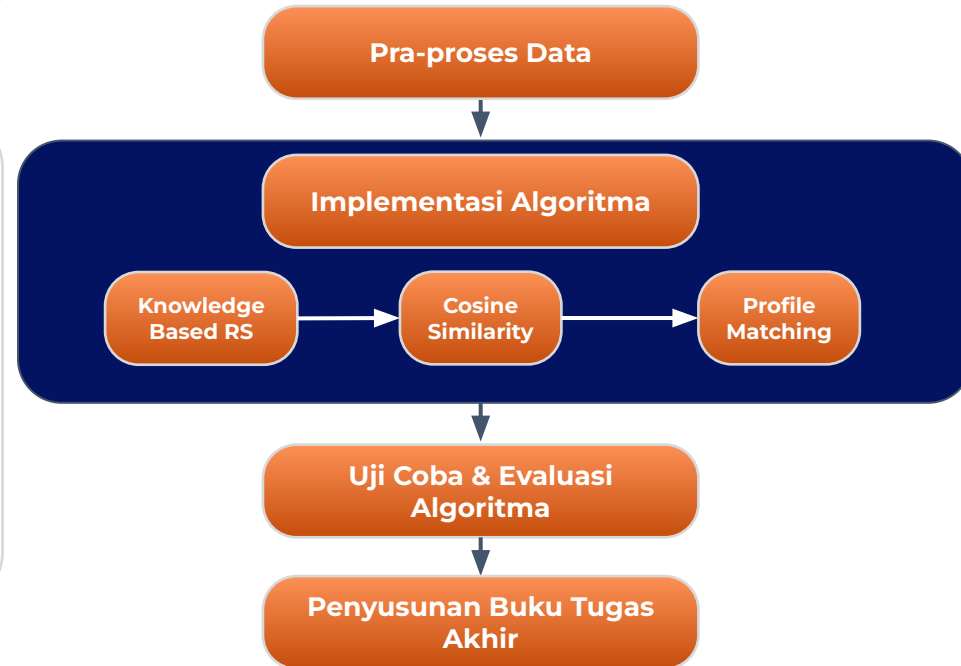 Pra-proses Data
Implementasi Algoritma
Knowledge
Based RS
Cosine
Similarity
Profile
Matching
Uji Coba & Evaluasi
Algoritma
Penyusunan Buku Tugas
Akhir